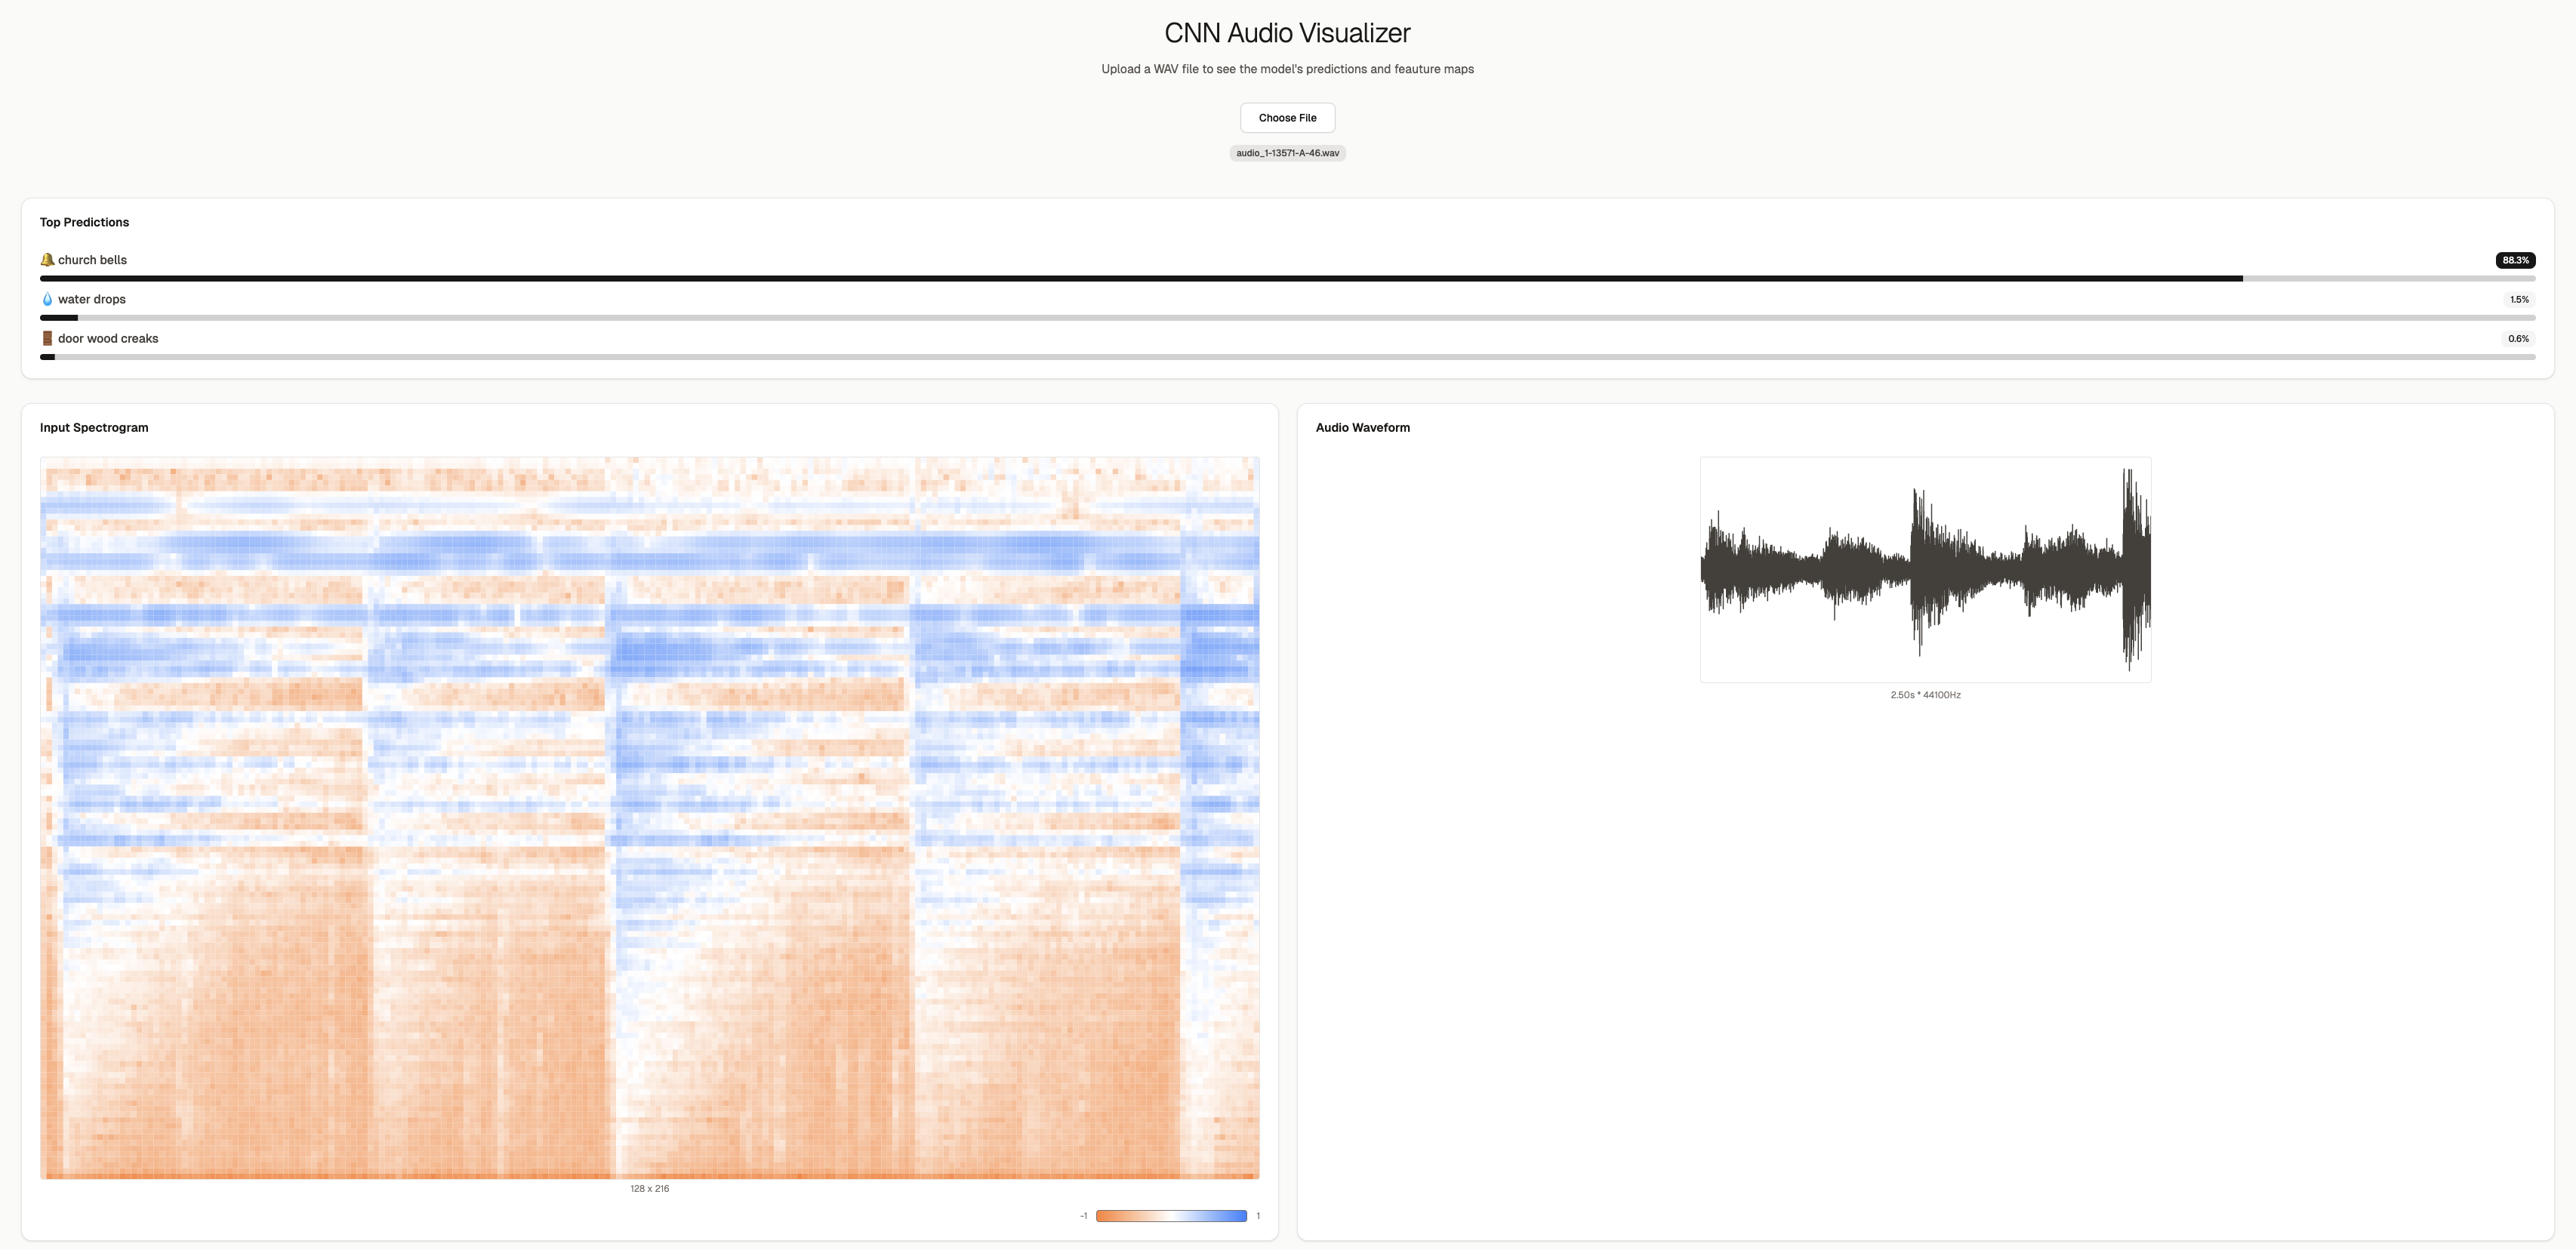 CNN Audio Visualizer
Upload a WAV file to see the model's predictions and feauture maps
Choose File
audio_1-13571-A-46.wav
Top Predictions
church bells 88.3%
water drops 1.5%
door wood creaks 0.6%
Input Spectrogram
128 x 216
-1 1
Audio Waveform
2.50s * 44100Hz